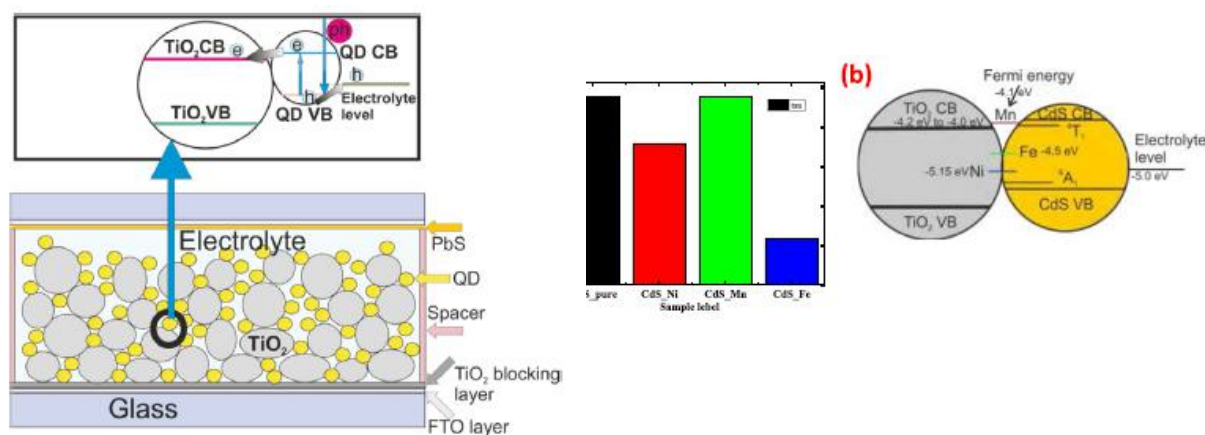 ph
TiO₂CB
e
e
QD CB
h
h
Electrolyte
level
QD VB
TiO₂VB
Electrolyte
PbS
QD
Spacer
TiO₂
TiO₂ blocking
layer
Glass
FTO layer
S_pure
CdS_Ni
CdS_Mn
CdS_Fe
Sample lebel
(b)
Fermi energy
-4.1 eV
TiO₂ CB
-4.2 eV to -4.0 eV
Mn
CdS CB
⁴T₁
Fe -4.5 eV
Electrolyte
level
-5.0 eV
-5.15 eV Ni
⁶A₁
CdS VB
TiO₂ VB